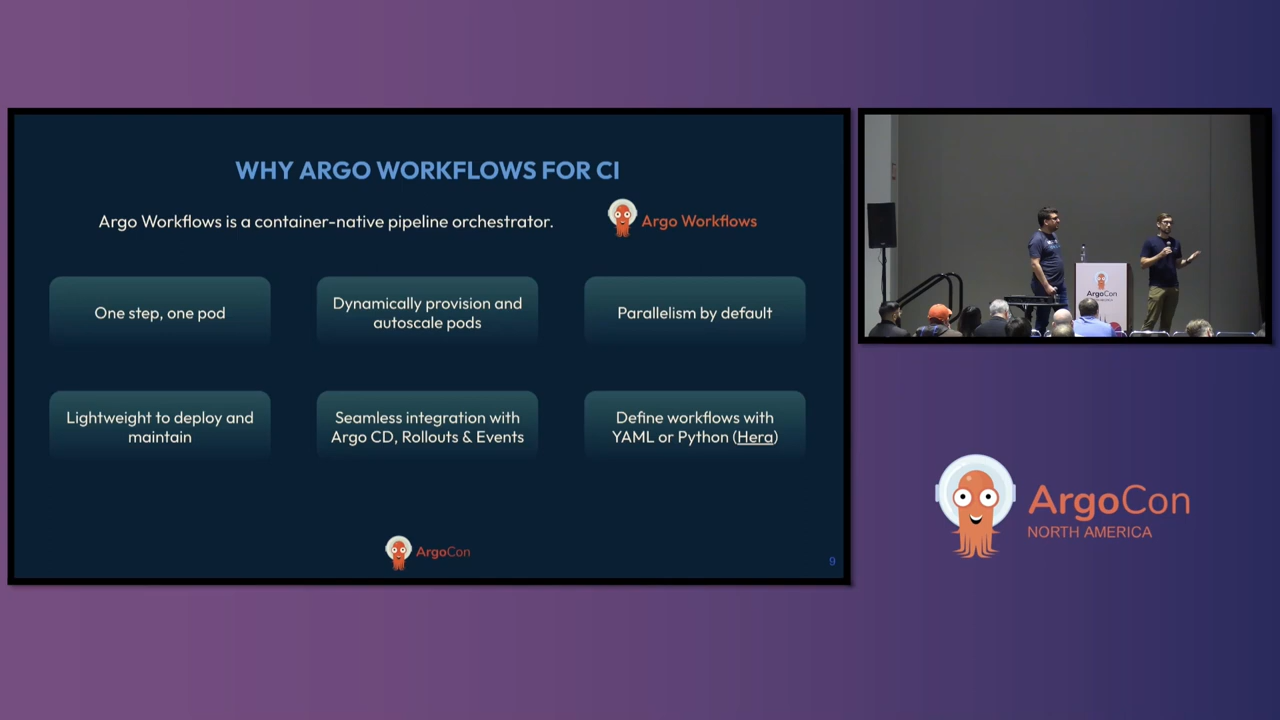 WHY ARGO WORKFLOWS FOR CI
Argo Workflows is a container-native pipeline orchestrator.
Argo Workflows
One step, one pod
Dynamically provision and
autoscale pods
Parallelism by default
Lightweight to deploy and
maintain
Seamless integration with
Argo CD, Rollouts & Events
Define workflows with
YAML or Python (Hera)
ArgoCon
9
ArgoCon
ArgoCon
NORTH AMERICA